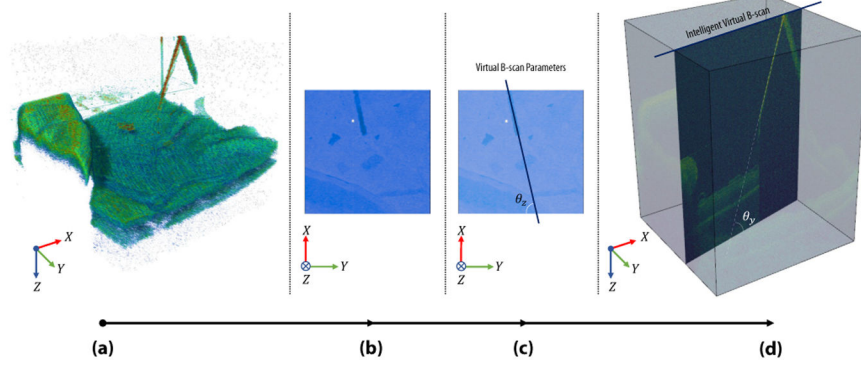 Intelligent Virtual B-scan
Virtual B-scan Parameters
θz
θy
X
Y
Z
X
Y
Z
X
Y
Z
X
Y
Z
(a)
(b)
(c)
(d)